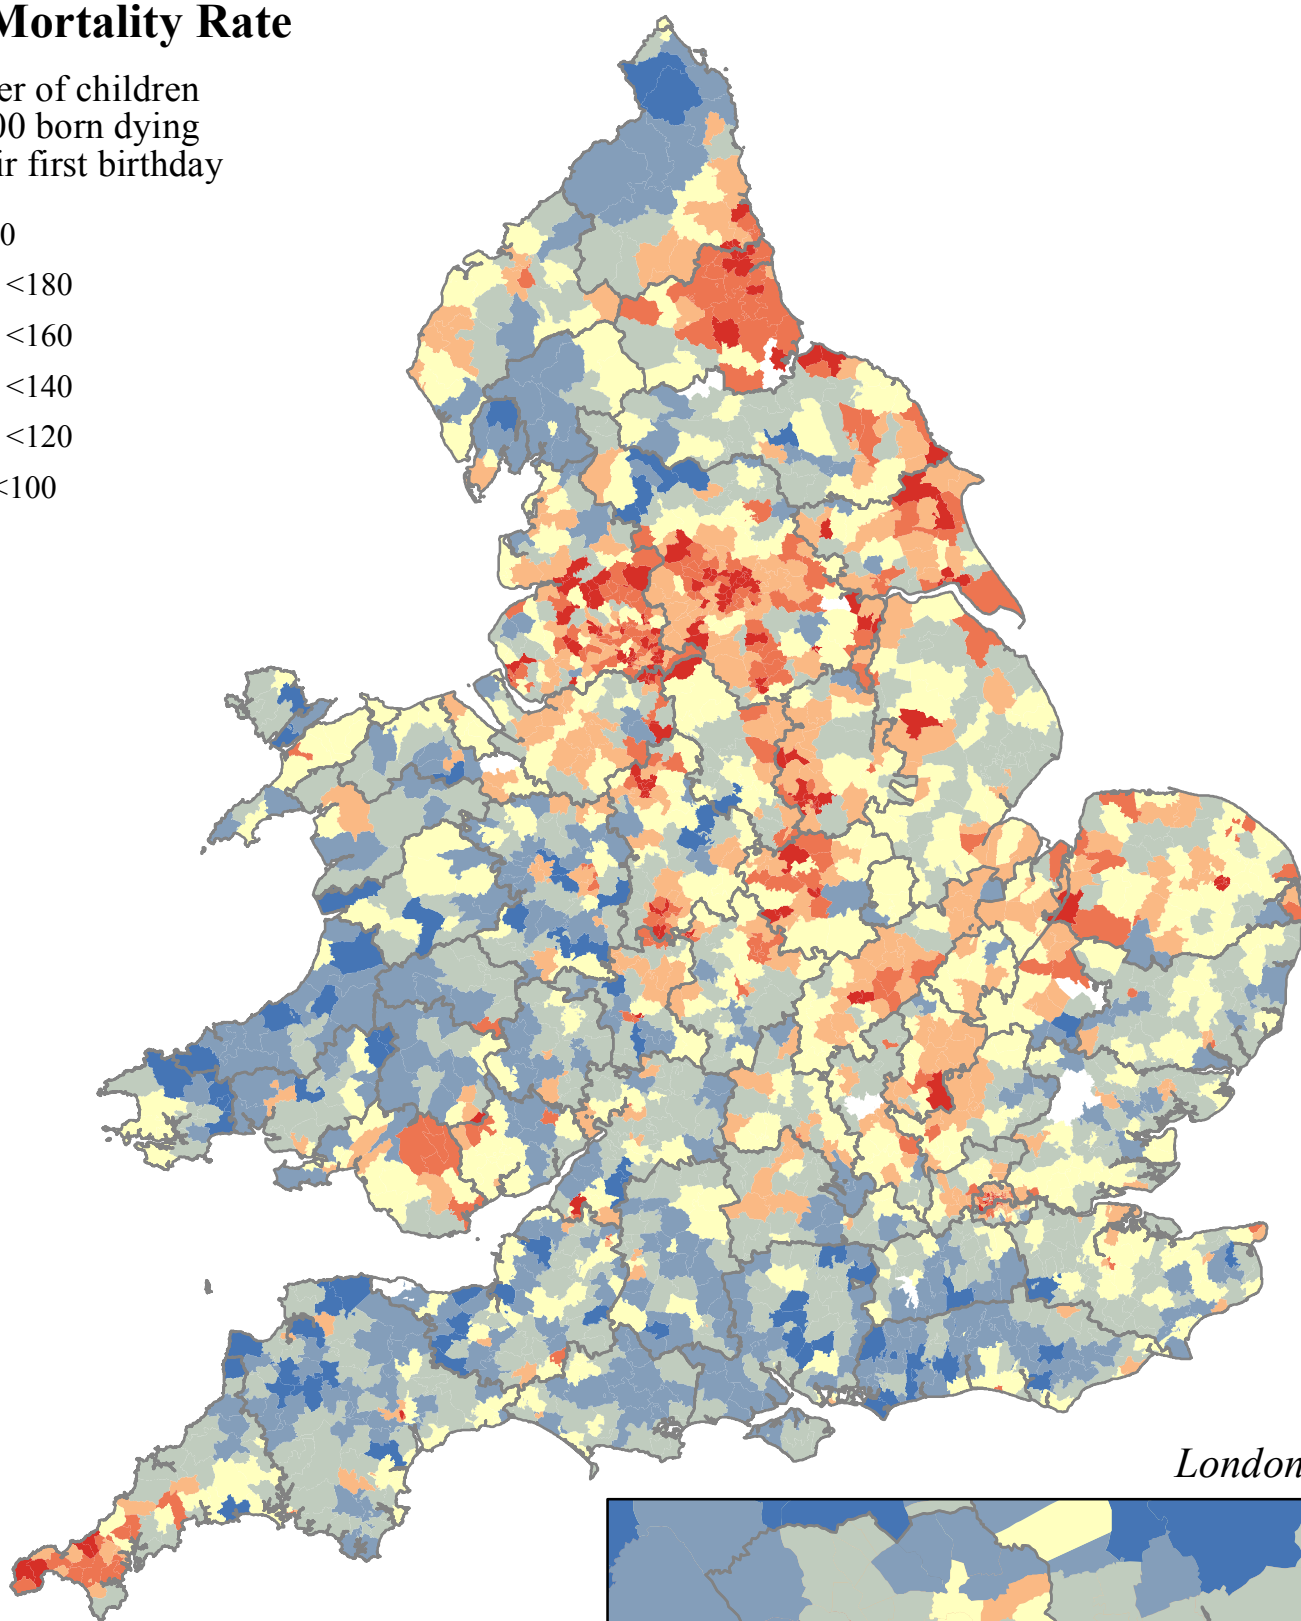 Mortality Rate
er of children
00 born dying
ir first birthday
0
<180
<160
<140
<120
<100
London